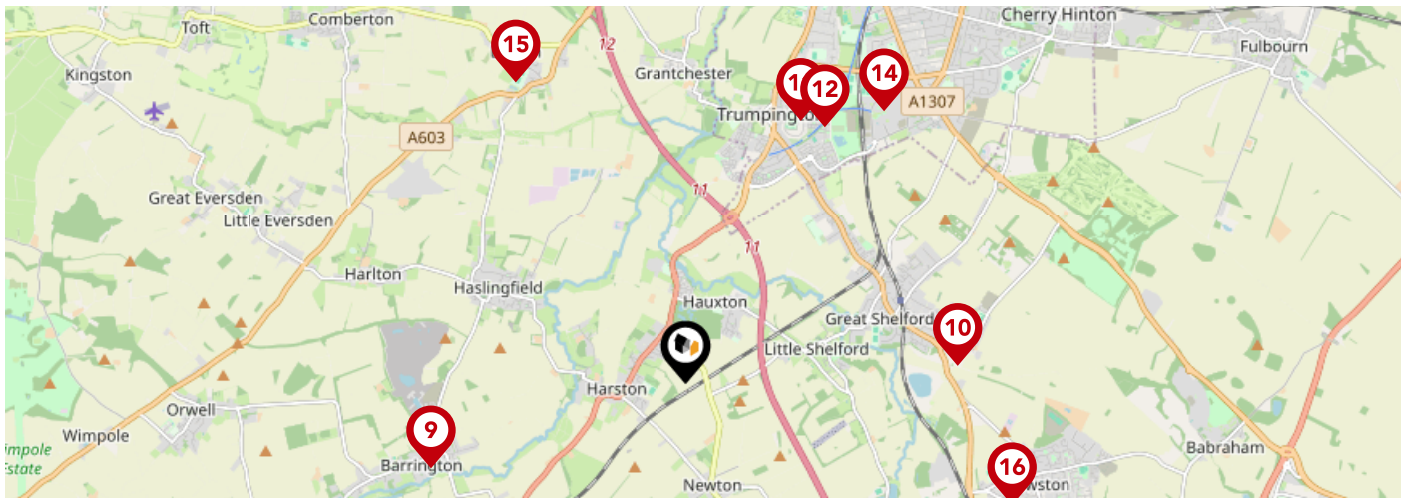 Toft
Comberton
Cherry Hinton
Fulbourn
Kingston
15
12
Grantchester
12
14
A1307
Trumpington
A603
Great Eversden
Little Eversden
11
11
Harlton
Haslingfield
Hauxton
Great Shelford
10
Little Shelford
Harston
Orwell
Wimpole
9
Barrington
Newton
16
Babraham